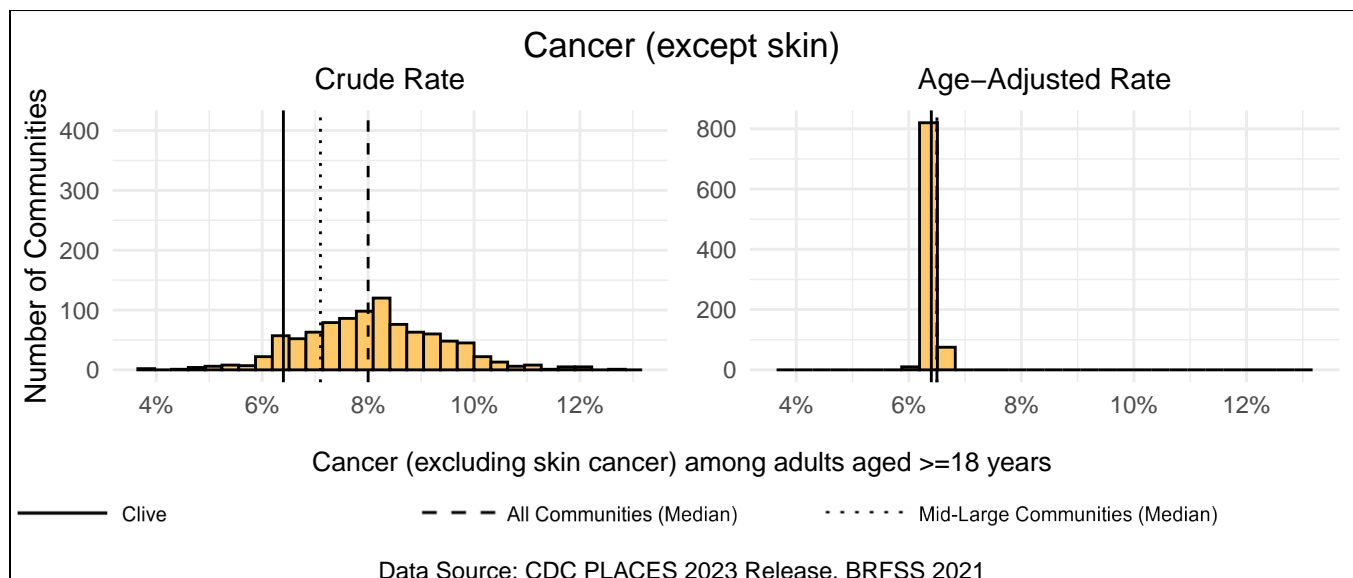 Cancer (except skin)
Crude Rate
Age−Adjusted Rate
Number of Communities
400
300
200
100
0
4%
6%
8%
10%
12%
800
600
400
200
0
4%
6%
8%
10%
12%
Cancer (excluding skin cancer) among adults aged >=18 years
Clive
All Communities (Median)
Mid-Large Communities (Median)
Data Source: CDC PLACES 2023 Release, BRFSS 2021